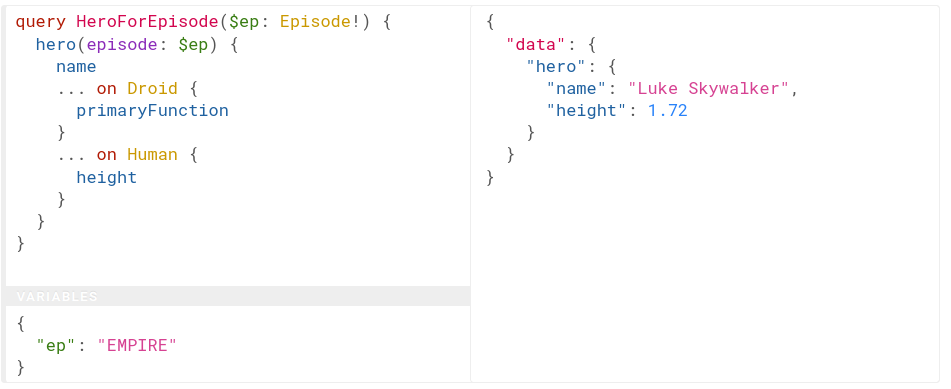 query HeroForEpisode($ep: Episode!) {
  hero(episode: $ep) {
    name
    ... on Droid {
      primaryFunction
    }
    ... on Human {
      height
    }
  }
}
VARIABLES
{
  "ep": "EMPIRE"
}
{
  "data": {
    "hero": {
      "name": "Luke Skywalker",
      "height": 1.72
    }
  }
}